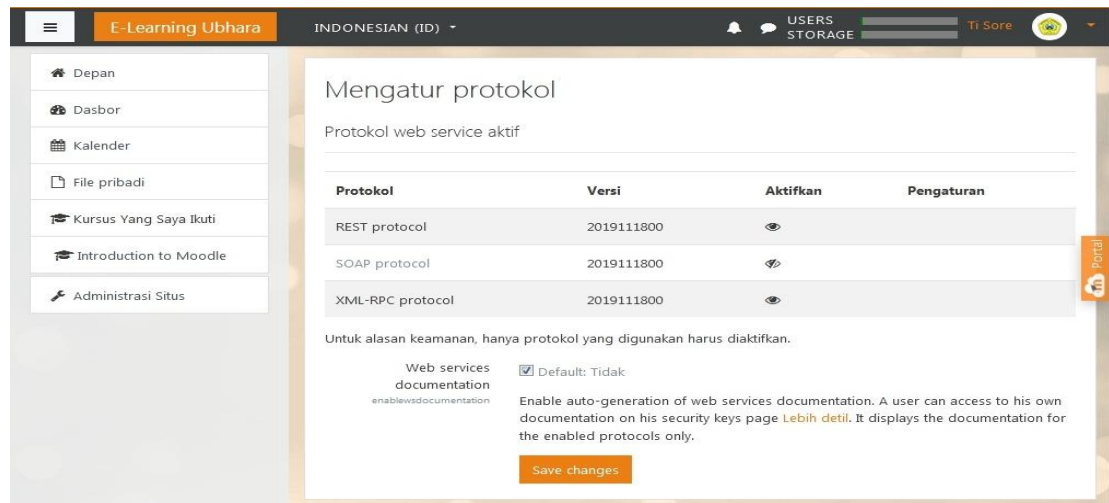 E-Learning Ubhara
INDONESIAN (ID)
USERS
STORAGE
Ti Sore
Depan
Dasbor
Kalender
File pribadi
Kursus Yang Saya Ikuti
Introduction to Moodle
Administrasi Situs
Mengatur protokol
Protokol web service aktif
Protokol Versi Aktifkan Pengaturan
REST protocol 2019111800
SOAP protocol 2019111800
XML-RPC protocol 2019111800
Untuk alasan keamanan, hanya protokol yang digunakan harus diaktifkan.
Web services
documentation
enablewsdocumentation
Default: Tidak
Enable auto-generation of web services documentation. A user can access to his own
documentation on his security keys page Lebih detil. It displays the documentation for
the enabled protocols only.
Save changes
Portal